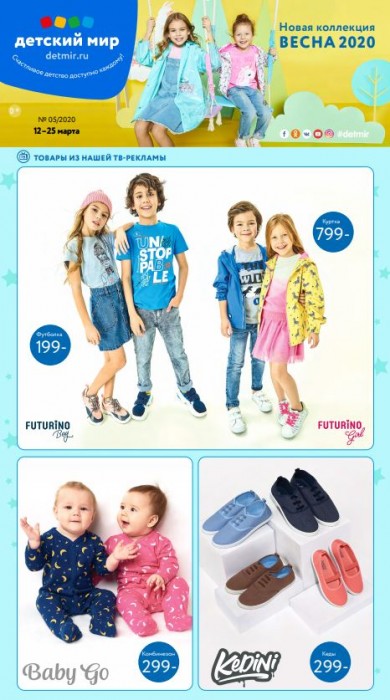 детский мир
detmir.ru
Счастливое детство доступно каждому!
Новая коллекция
ВЕСНА 2020
0+
№ 05/2020
12–25 марта
#detmir
ТОВАРЫ ИЗ НАШЕЙ ТВ-РЕКЛАМЫ
Куртка
799-
UN
STOP
PAB
LE
Футболка
199-
FUTURINO
Boy
FUTURINO
Girl
Baby Go
Комбинезон
299-
KEDINI
Кеды
299-